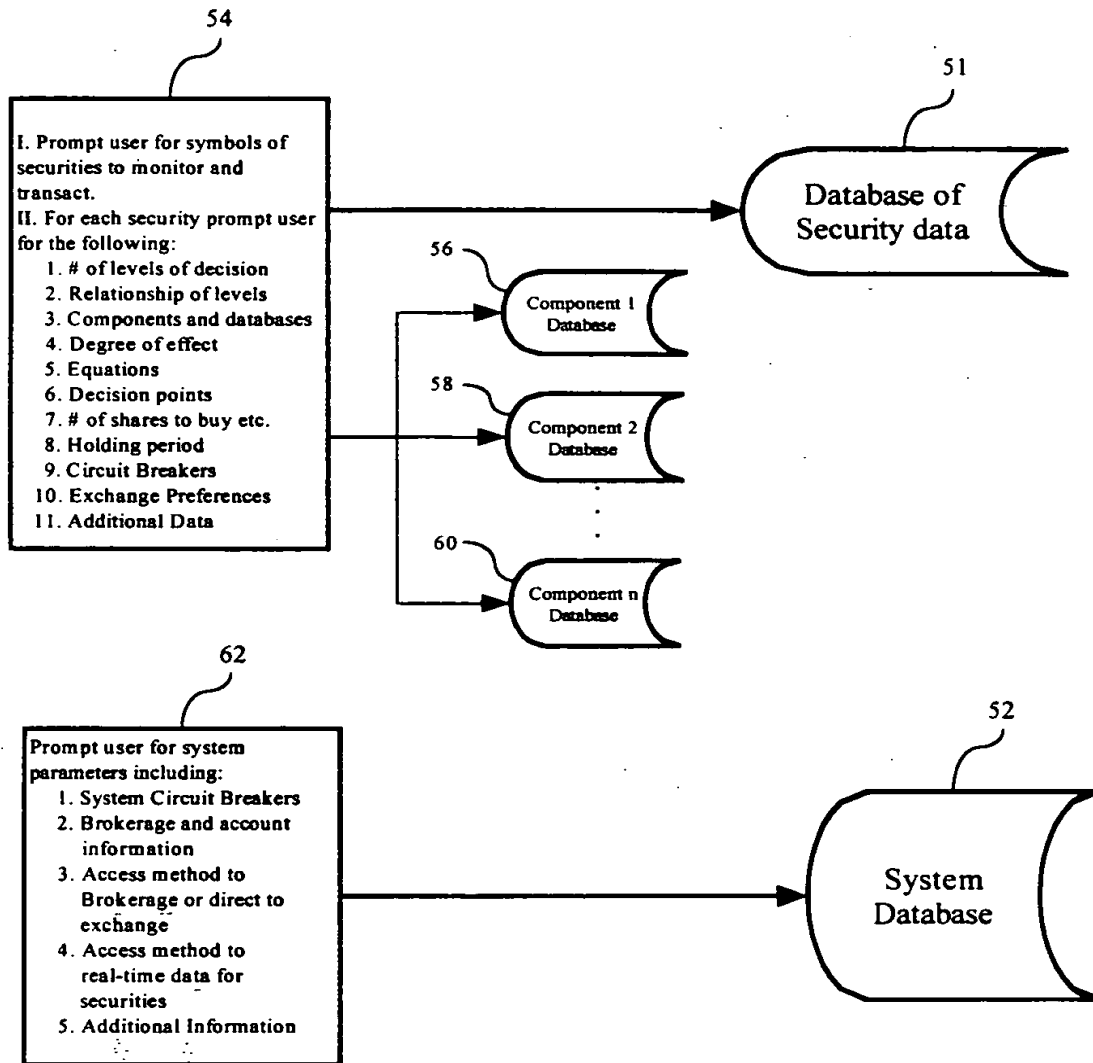 54
I. Prompt user for symbols of
securities to monitor and
transact.
II. For each security prompt user
for the following:
1. # of levels of decision
2. Relationship of levels
3. Components and databases
4. Degree of effect
5. Equations
6. Decision points
7. # of shares to buy etc.
8. Holding period
9. Circuit Breakers
10. Exchange Preferences
11. Additional Data
51
Database of
Security data
56
Component 1
Database
58
Component 2
Database
60
Component n
Database
62
Prompt user for system
parameters including:
1. System Circuit Breakers
2. Brokerage and account
information
3. Access method to
Brokerage or direct to
exchange
4. Access method to
real-time data for
securities
5. Additional Information
52
System
Database